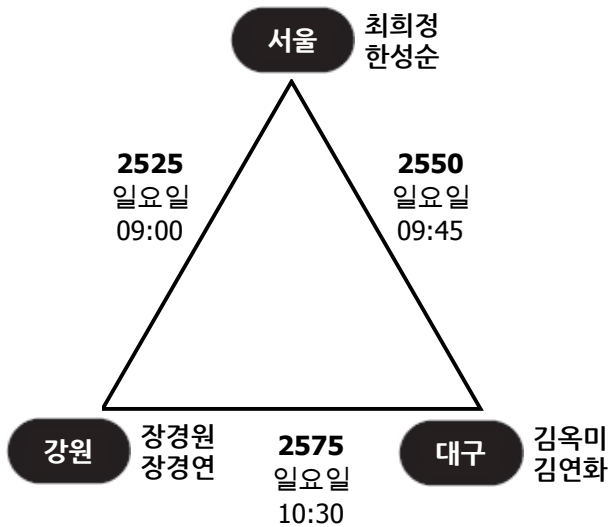 서울
최희정
한성순
2525
일요일
09:00
2550
일요일
09:45
강원
장경원
장경연
2575
일요일
10:30
대구
김옥미
김연화